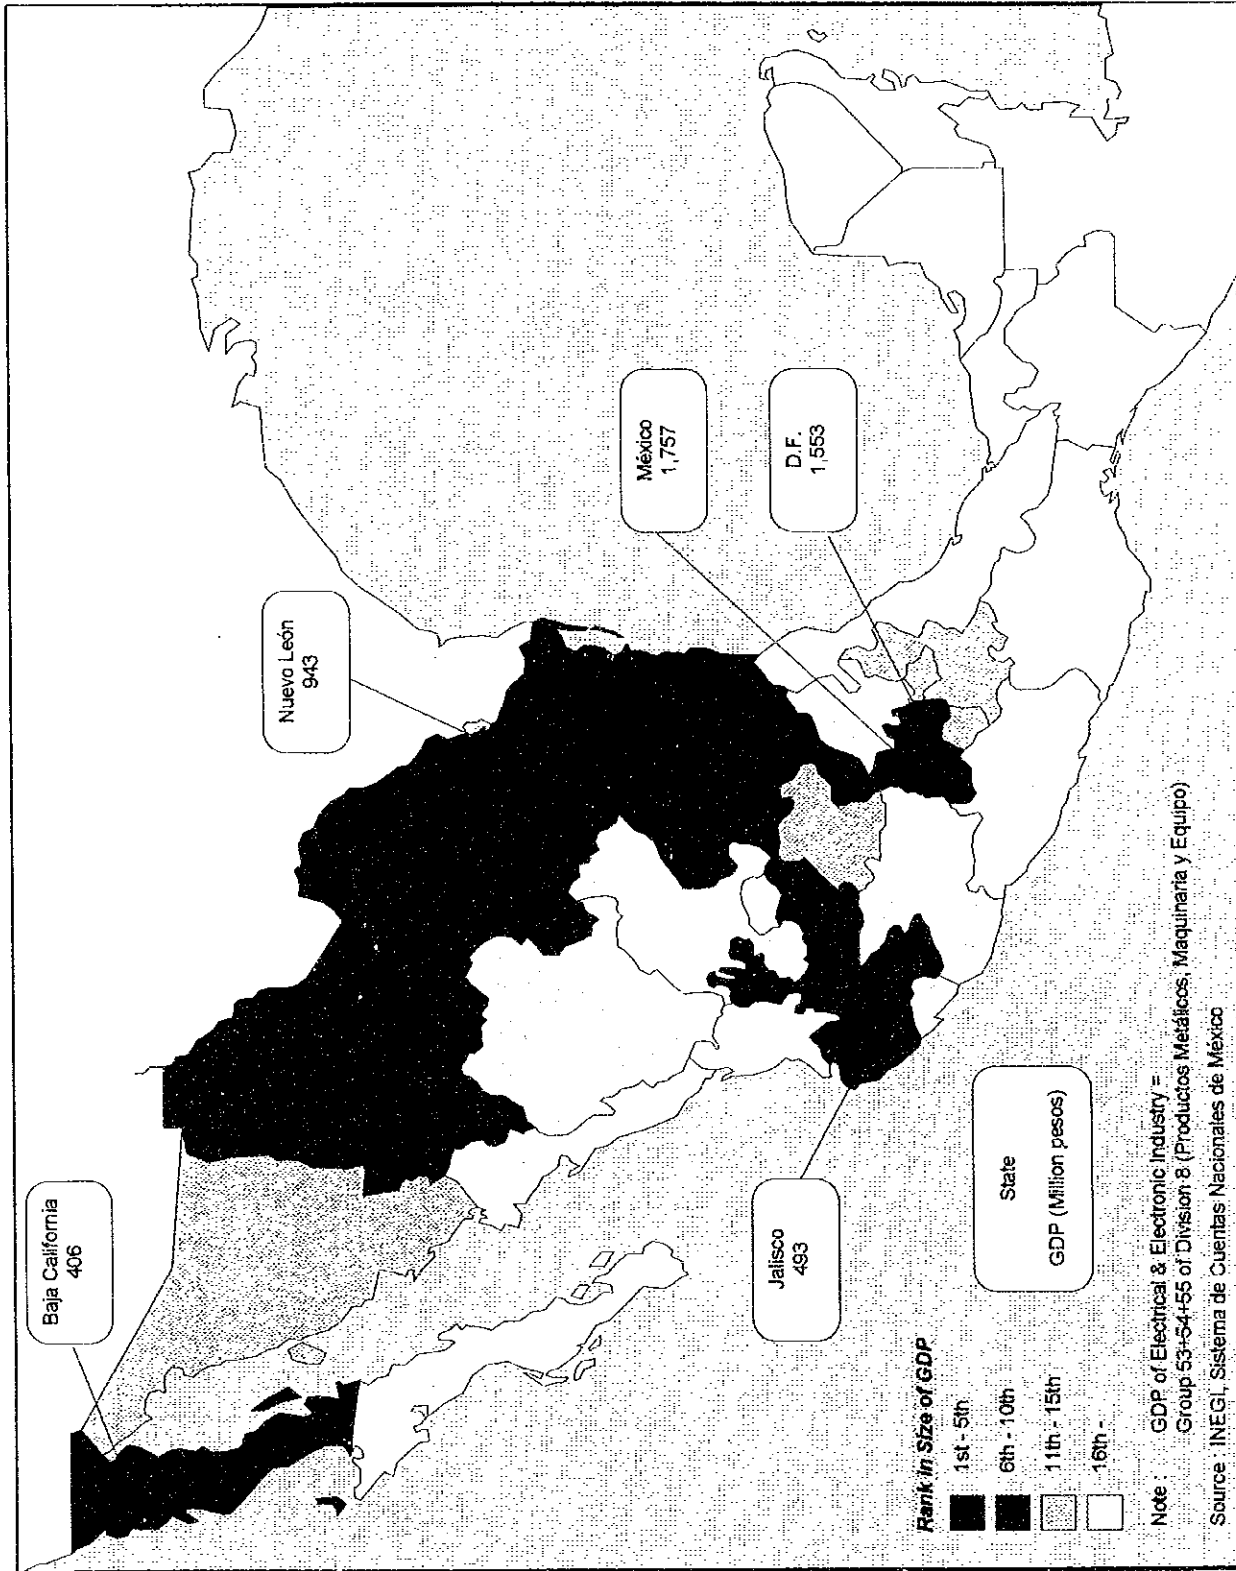 Baja California
406
Nuevo León
943
México
1,757
D.F.
1,553
Jalisco
493
State
GDP (Million pesos)
Rank in Size of GDP
1st - 5th
6th - 10th
11th - 15th
16th -
Note : GDP of Electrical & Electronic Industry =
Group 53+54+55 of Division 8 (Productos Metálicos, Maquinaria y Equipo)
Source INEGI, Sistema de Cuentas Nacionales de México